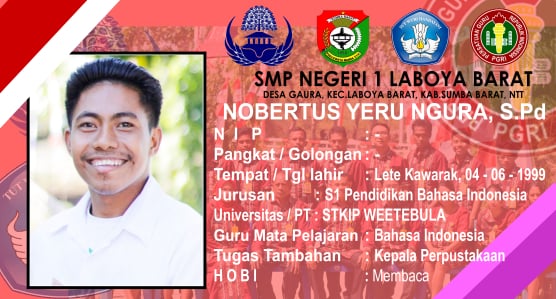 SMP NEGERI 1 LABOYA BARAT
DESA GAURA, KEC.LABOYA BARAT, KAB.SUMBA BARAT, NTT
NOBERTUS YERU NGURA, S.Pd
N I P : -
Pangkat / Golongan : -
Tempat / Tgl lahir : Lete Kawarak, 04 - 06 - 1999
Jurusan : S1 Pendidikan Bahasa Indonesia
Universitas / PT : STKIP WEETEBULA
Guru Mata Pelajaran : Bahasa Indonesia
Tugas Tambahan : Kepala Perpustakaan
H O B I : Membaca